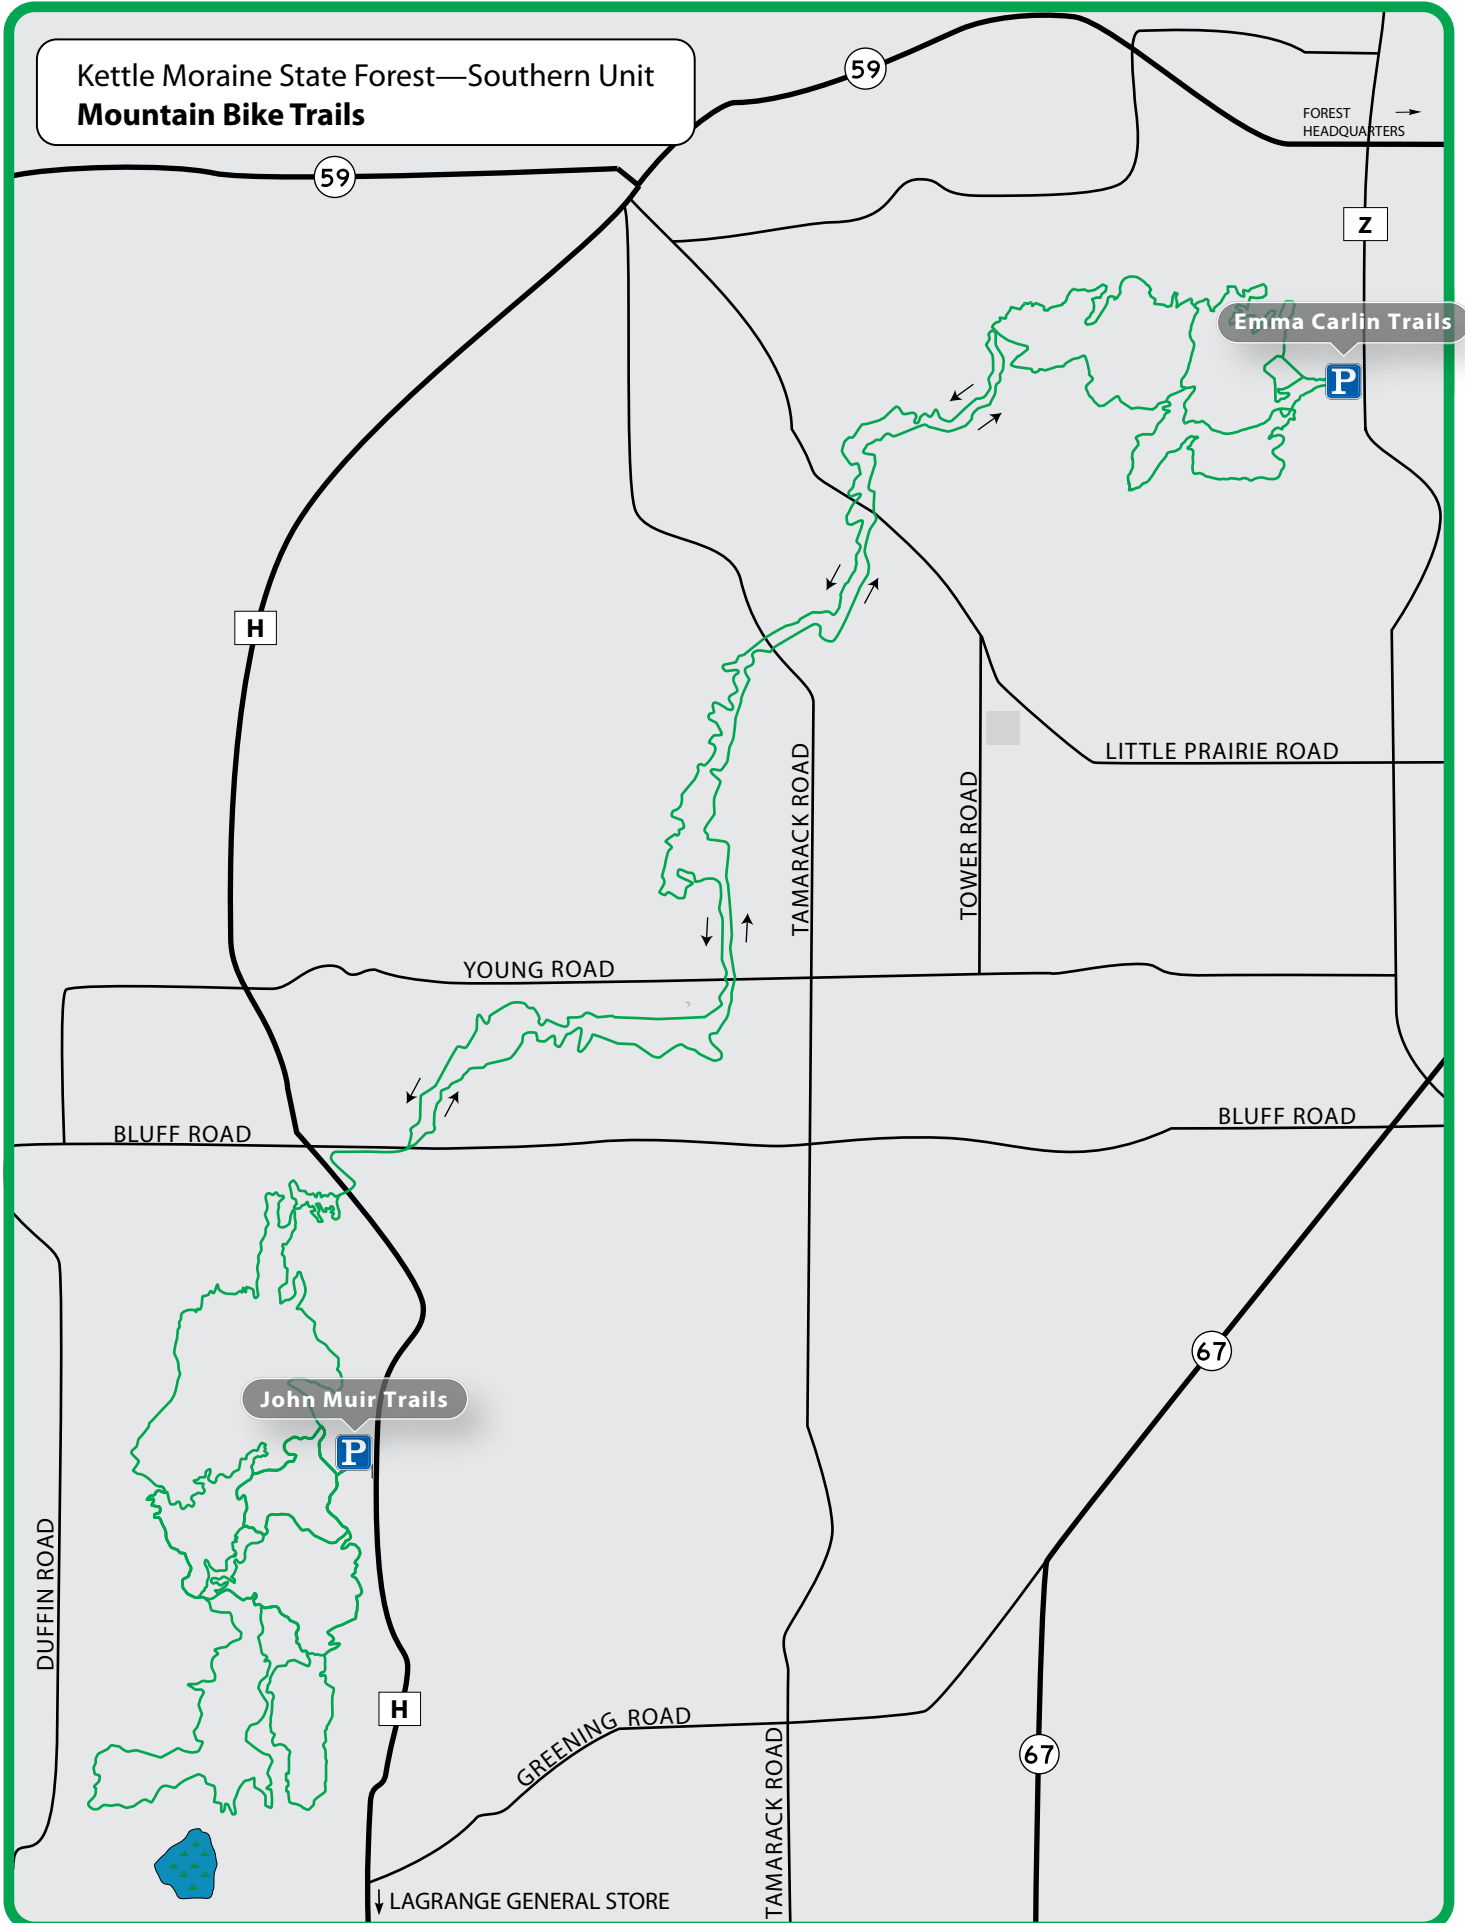 Kettle Moraine State Forest—Southern Unit
Mountain Bike Trails
59
59
FOREST
HEADQUARTERS
Z
Emma Carlin Trails
P
H
LITTLE PRAIRIE ROAD
TAMARACK ROAD
TOWER ROAD
YOUNG ROAD
BLUFF ROAD
BLUFF ROAD
67
John Muir Trails
P
DUFFIN ROAD
H
GREENING ROAD
67
TAMARACK ROAD
LAGRANGE GENERAL STORE